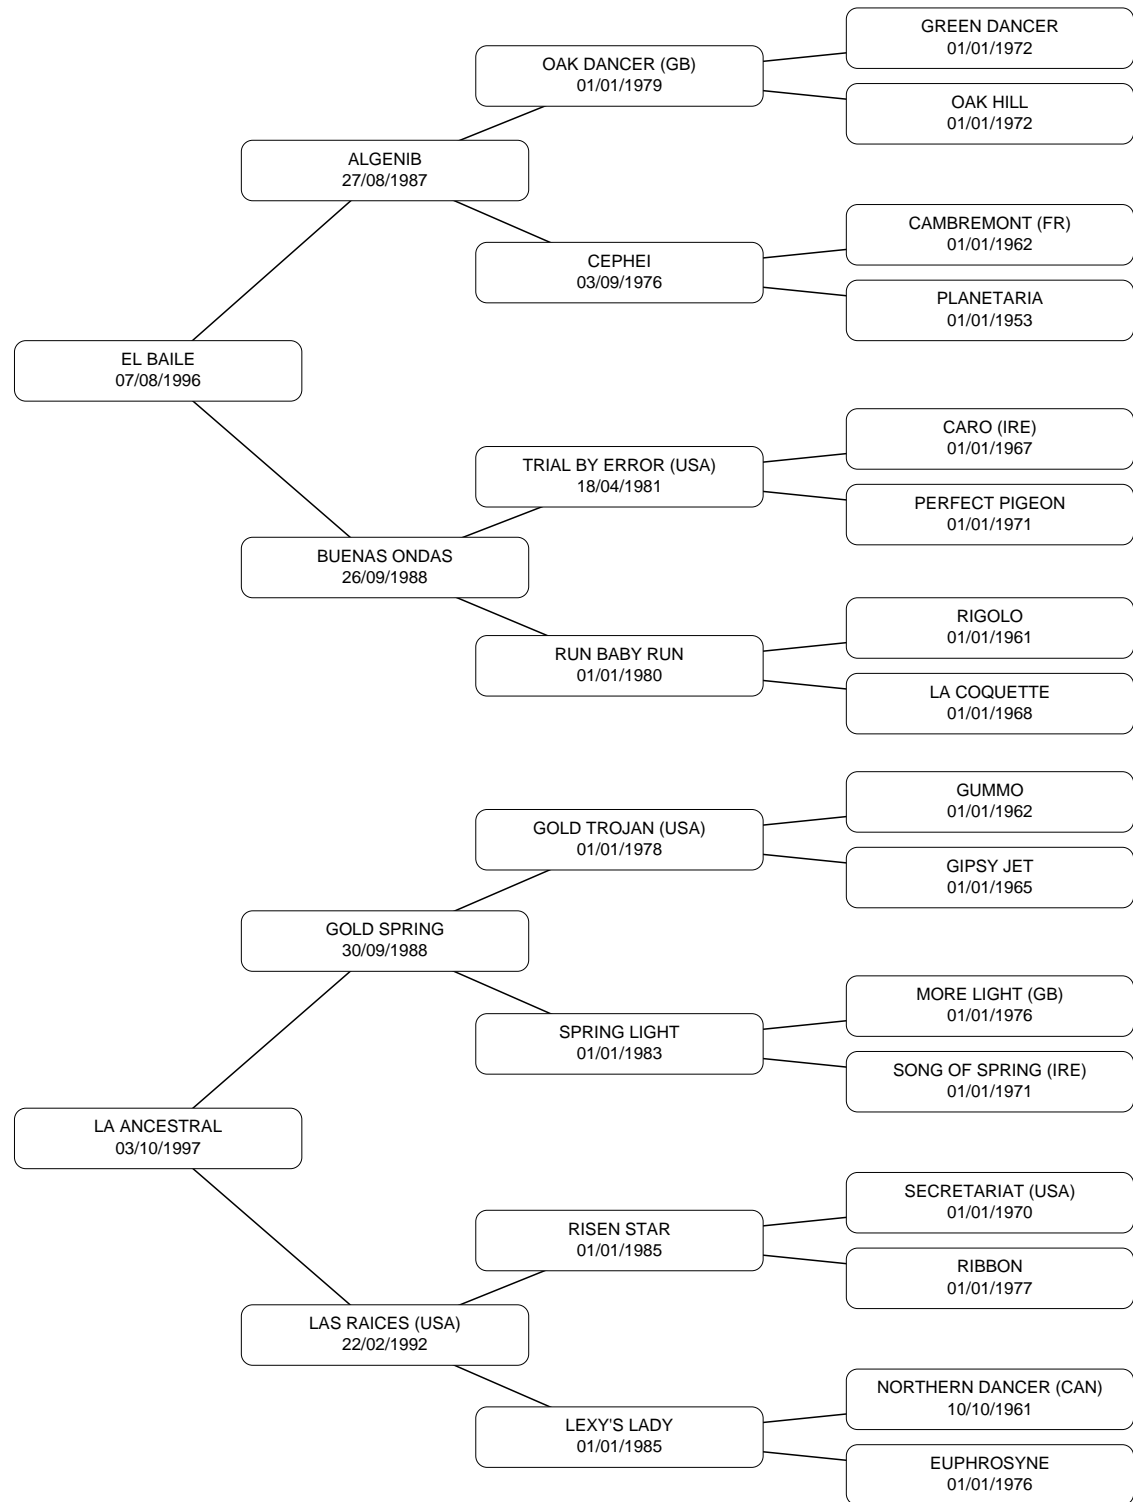 GREEN DANCER
01/01/1972
OAK DANCER (GB)
01/01/1979
OAK HILL
01/01/1972
ALGENIB
27/08/1987
CAMBREMONT (FR)
01/01/1962
CEPHEI
03/09/1976
PLANETARIA
01/01/1953
EL BAILE
07/08/1996
CARO (IRE)
01/01/1967
TRIAL BY ERROR (USA)
18/04/1981
PERFECT PIGEON
01/01/1971
BUENAS ONDAS
26/09/1988
RIGOLO
01/01/1961
RUN BABY RUN
01/01/1980
LA COQUETTE
01/01/1968
GUMMO
01/01/1962
GOLD TROJAN (USA)
01/01/1978
GIPSY JET
01/01/1965
GOLD SPRING
30/09/1988
MORE LIGHT (GB)
01/01/1976
SPRING LIGHT
01/01/1983
SONG OF SPRING (IRE)
01/01/1971
LA ANCESTRAL
03/10/1997
SECRETARIAT (USA)
01/01/1970
RISEN STAR
01/01/1985
RIBBON
01/01/1977
LAS RAICES (USA)
22/02/1992
NORTHERN DANCER (CAN)
10/10/1961
LEXY'S LADY
01/01/1985
EUPHROSYNE
01/01/1976